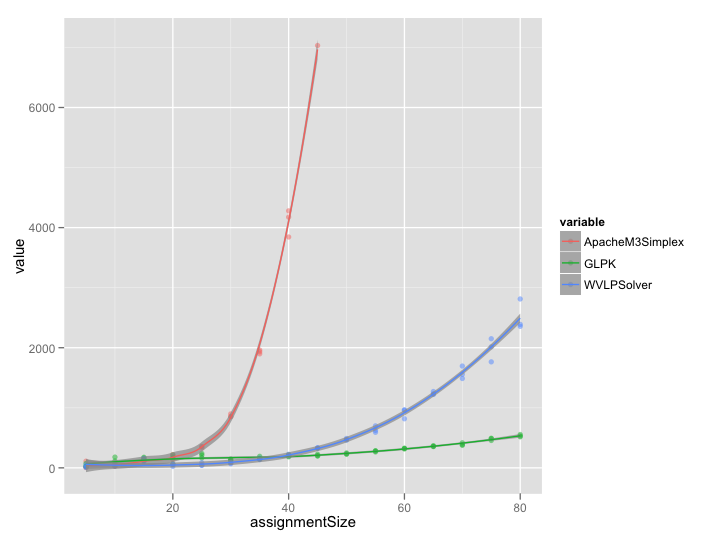 6000
4000
2000
0
value
20 40 60 80
assignmentSize
variable
ApacheM3Simplex
GLPK
WVLPSolver